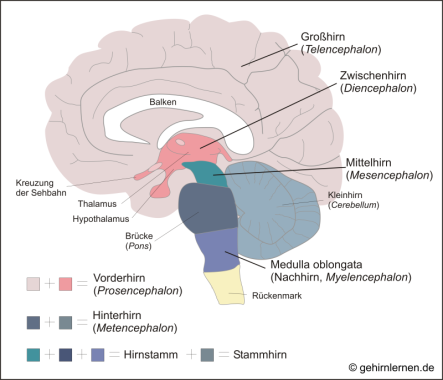 Großhirn
(Telencephalon)
Zwischenhirn
(Diencephalon)
Balken
Mittelhirn
(Mesencephalon)
Kreuzung
der Sehbahn
Thalamus
Hypothalamus
Kleinhirn
(Cerebellum)
Brücke
(Pons)
Medulla oblongata
(Nachhirn, Myelencephalon)
Rückenmark
+ = Vorderhirn
(Prosencephalon)
+ = Hinterhirn
(Metencephalon)
+ + = Hirnstamm + = Stammhirn
© gehirnlernen.de